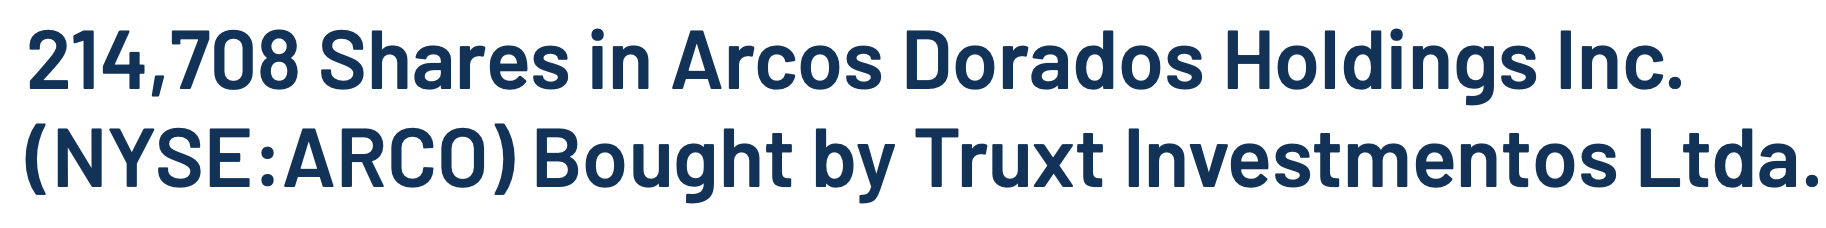 214,708 Shares in Arcos Dorados Holdings Inc.
(NYSE:ARCO) Bought by Truxt Investmentos Ltda.